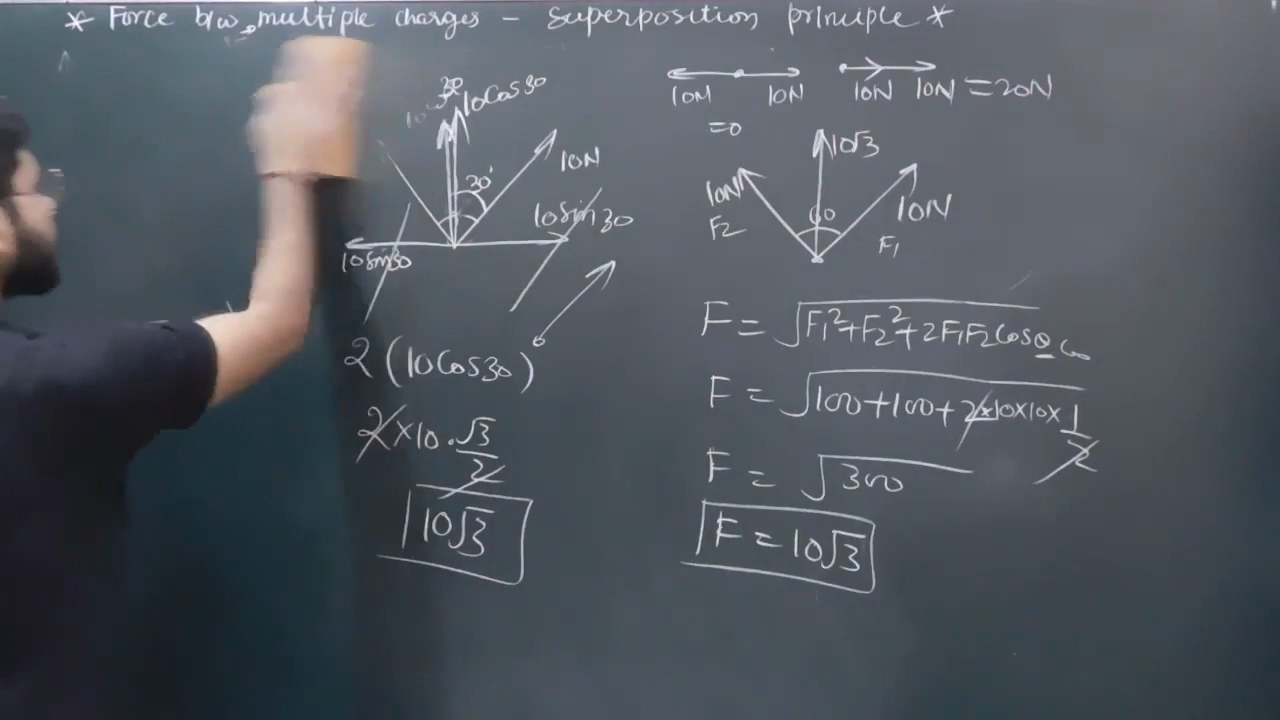 * Force b/w multiple charges - Superposition principle *
30
10Cos30
30°
10N
10Sin30
10Sin30
2(10Cos30)
2×10·√3/2
10√3
10N 10N
=0
10N 10N = 20N
10√3
10N
F2
60
10N
F1
F = √F1²+F2²+2F1F2Cosθ
F = √100+100+2×10×10×1/2
F = √300
F = 10√3